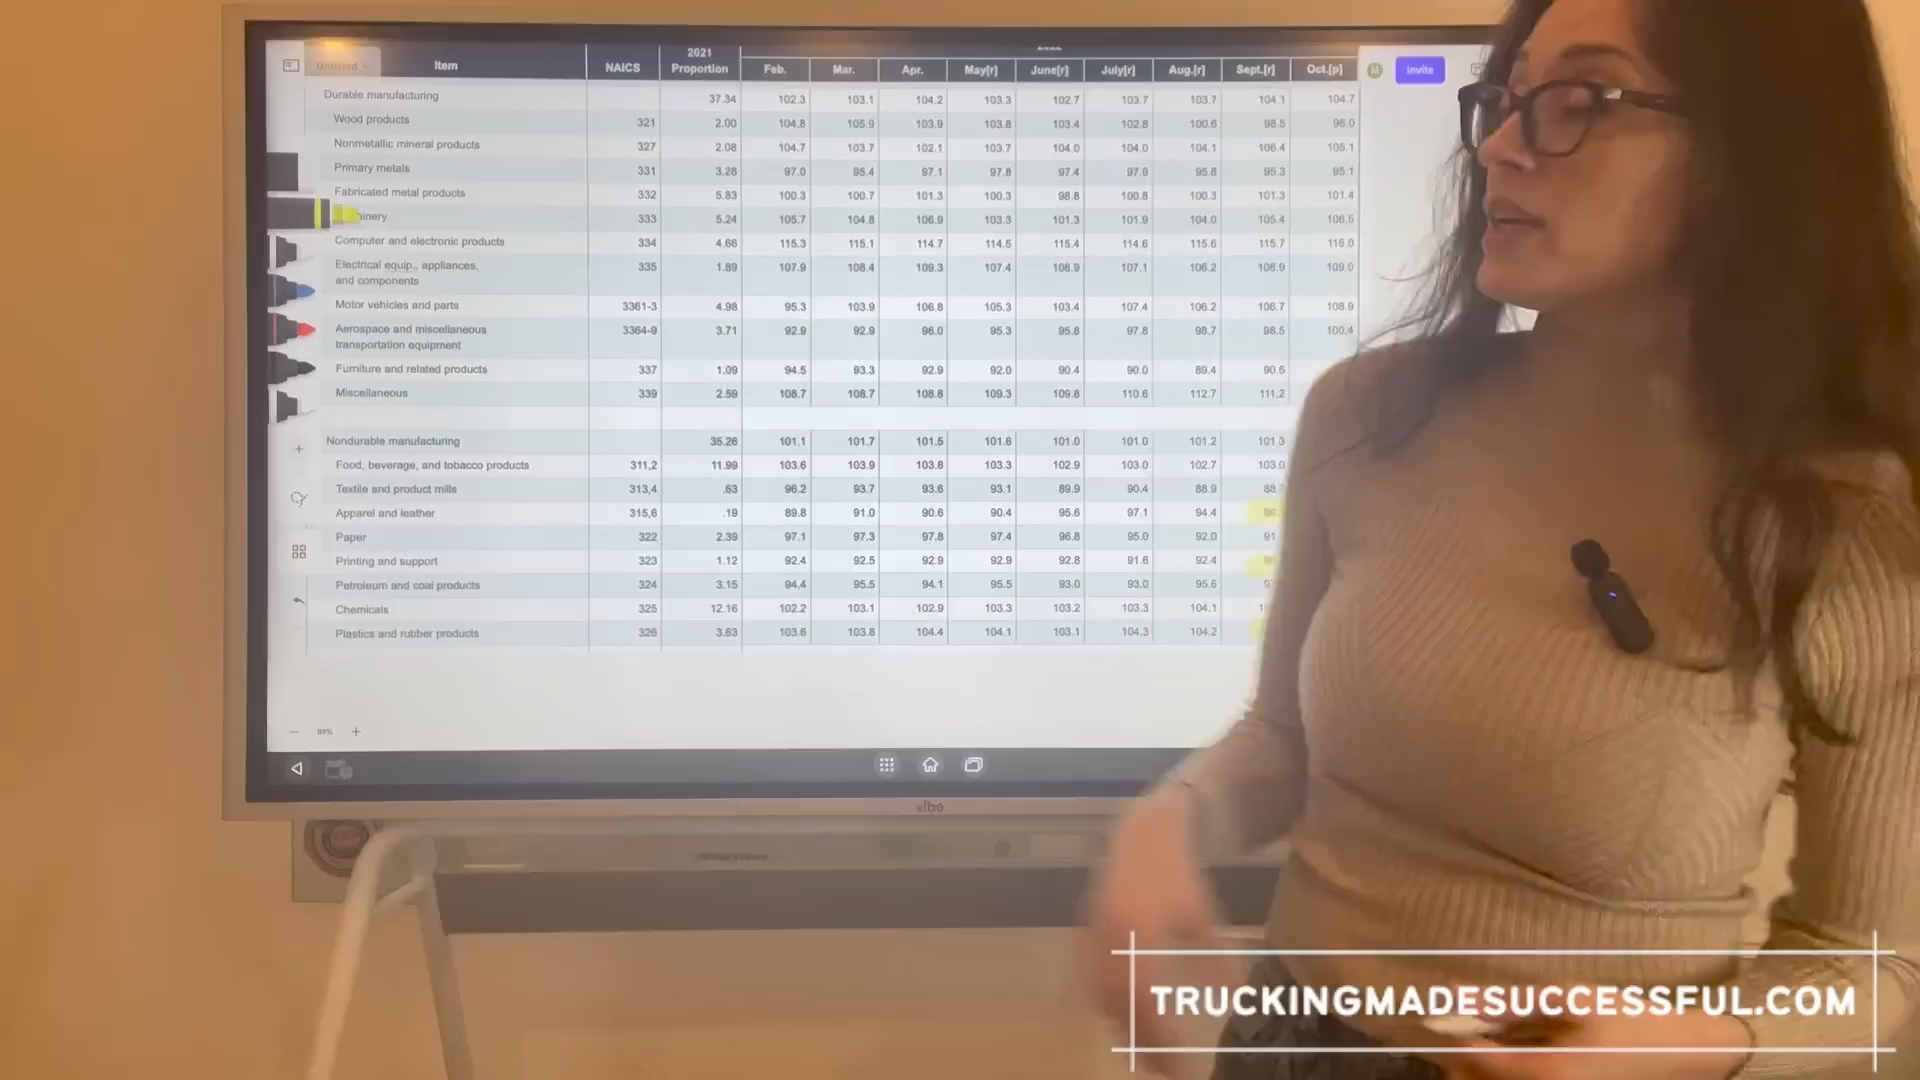 Untitled
Item NAICS 2021 Proportion Feb. Mar. Apr. May[r] June[r] July[r] Aug.[r] Sept.[r] Oct.[p]
Invite
Durable manufacturing 37.34 102.3 103.1 104.2 103.3 102.7 103.7 103.7 104.1 104.7
Wood products 321 2.00 104.8 105.9 103.9 103.8 103.4 102.8 100.6 98.5 96.0
Nonmetallic mineral products 327 2.08 104.7 103.7 102.1 103.7 104.0 104.0 104.1 106.4 105.1
Primary metals 331 3.28 97.0 95.4 97.1 97.8 97.4 97.9 95.8 95.3 95.1
Fabricated metal products 332 5.83 100.3 100.7 101.3 100.3 98.8 100.8 100.3 101.3 101.4
hinery 333 5.24 105.7 104.8 106.9 103.3 101.3 101.9 104.0 105.4 106.5
Computer and electronic products 334 4.66 115.3 115.1 114.7 114.5 115.4 114.6 115.6 115.7 116.0
Electrical equip., appliances,
and components 335 1.89 107.9 108.4 109.3 107.4 106.9 107.1 106.2 106.9 109.0
Motor vehicles and parts 3361-3 4.98 95.3 103.9 106.8 105.3 103.4 107.4 106.2 106.7 108.9
Aerospace and miscellaneous
transportation equipment 3364-9 3.71 92.9 92.9 96.0 95.3 95.8 97.8 98.7 98.5 100.4
Furniture and related products 337 1.09 94.5 93.3 92.9 92.0 90.4 90.0 89.4 90.5
Miscellaneous 339 2.59 108.7 108.7 108.8 109.3 109.8 110.6 112.7 111.2
Nondurable manufacturing 35.26 101.1 101.7 101.5 101.6 101.0 101.0 101.2 101.3
Food, beverage, and tobacco products 311,2 11.99 103.6 103.9 103.8 103.3 102.9 103.0 102.7 103.0
Textile and product mills 313,4 .63 96.2 93.7 93.6 93.1 89.9 90.4 88.9 88.
Apparel and leather 315,6 .19 89.8 91.0 90.6 90.4 95.6 97.1 94.4
Paper 322 2.39 97.1 97.3 97.8 97.4 96.8 95.0 92.0 91
Printing and support 323 1.12 92.4 92.5 92.9 92.9 92.8 91.6 92.4
Petroleum and coal products 324 3.15 94.4 95.5 94.1 95.5 93.0 93.0 95.6
Chemicals 325 12.16 102.2 103.1 102.9 103.3 103.2 103.3 104.1
Plastics and rubber products 326 3.63 103.6 103.8 104.4 104.1 103.1 104.3 104.2
89%
vibe
TRUCKINGMADESUCCESSFUL.COM